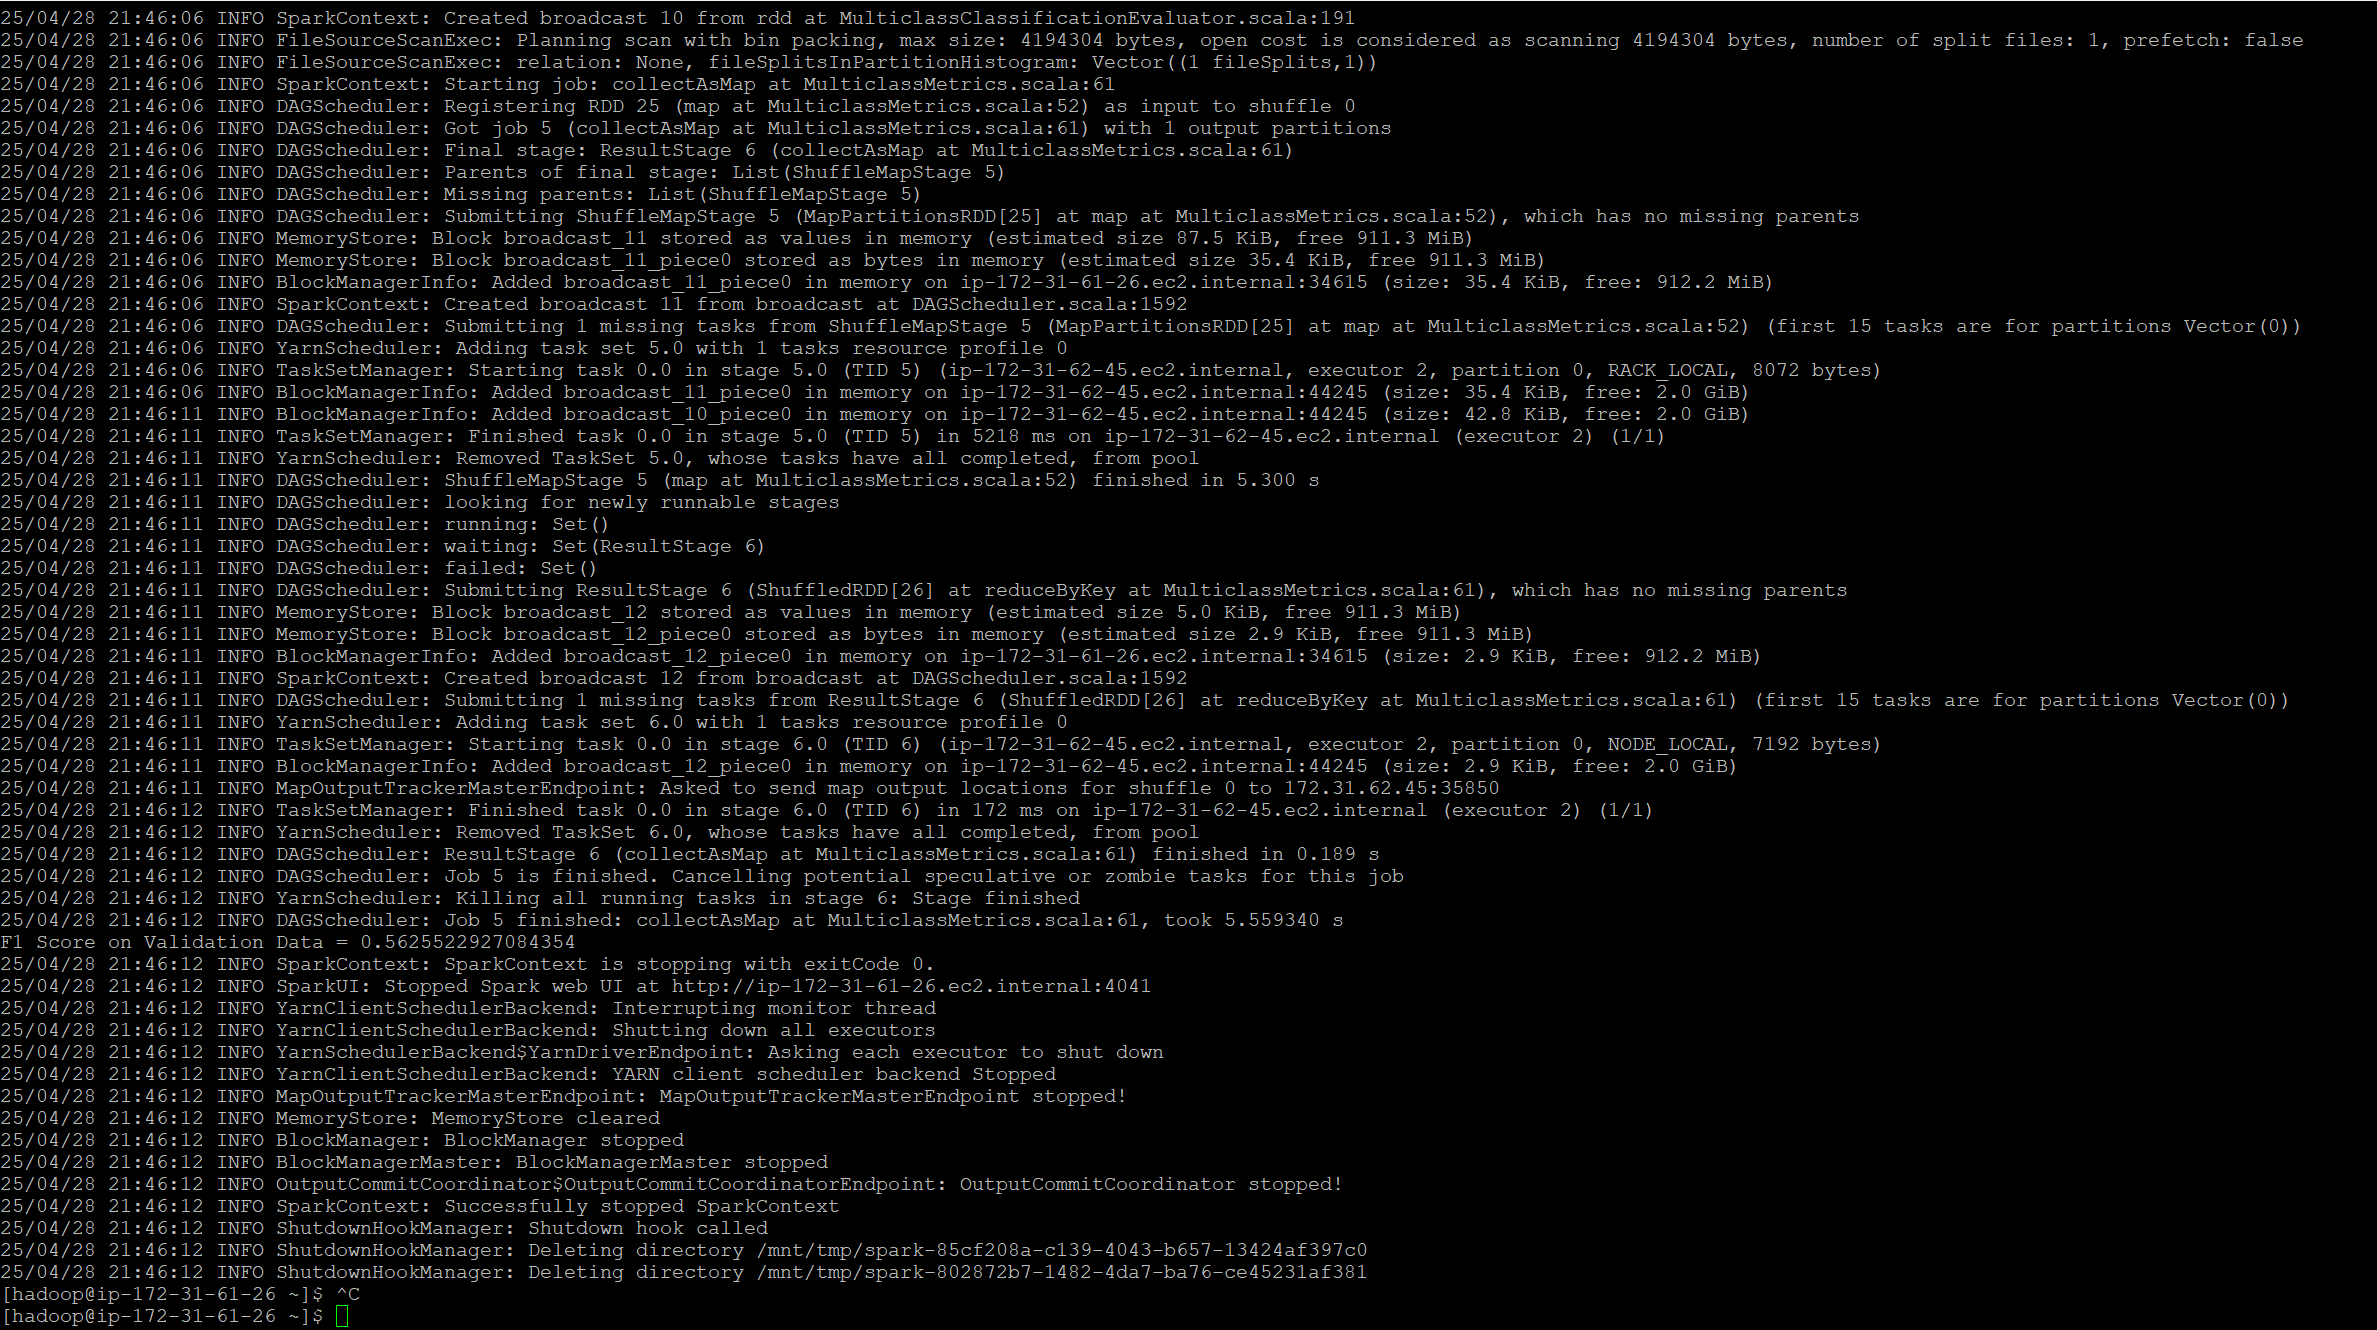 25/04/28 21:46:06 INFO SparkContext: Created broadcast 10 from rdd at MulticlassClassificationEvaluator.scala:191
25/04/28 21:46:06 INFO FileSourceScanExec: Planning scan with bin packing, max size: 4194304 bytes, open cost is considered as scanning 4194304 bytes, number of split files: 1, prefetch: false
25/04/28 21:46:06 INFO FileSourceScanExec: relation: None, fileSplitsInPartitionHistogram: Vector((1 fileSplits,1))
25/04/28 21:46:06 INFO SparkContext: Starting job: collectAsMap at MulticlassMetrics.scala:61
25/04/28 21:46:06 INFO DAGScheduler: Registering RDD 25 (map at MulticlassMetrics.scala:52) as input to shuffle 0
25/04/28 21:46:06 INFO DAGScheduler: Got job 5 (collectAsMap at MulticlassMetrics.scala:61) with 1 output partitions
25/04/28 21:46:06 INFO DAGScheduler: Final stage: ResultStage 6 (collectAsMap at MulticlassMetrics.scala:61)
25/04/28 21:46:06 INFO DAGScheduler: Parents of final stage: List(ShuffleMapStage 5)
25/04/28 21:46:06 INFO DAGScheduler: Missing parents: List(ShuffleMapStage 5)
25/04/28 21:46:06 INFO DAGScheduler: Submitting ShuffleMapStage 5 (MapPartitionsRDD[25] at map at MulticlassMetrics.scala:52), which has no missing parents
25/04/28 21:46:06 INFO MemoryStore: Block broadcast_11 stored as values in memory (estimated size 87.5 KiB, free 911.3 MiB)
25/04/28 21:46:06 INFO MemoryStore: Block broadcast_11_piece0 stored as bytes in memory (estimated size 35.4 KiB, free 911.3 MiB)
25/04/28 21:46:06 INFO BlockManagerInfo: Added broadcast_11_piece0 in memory on ip-172-31-61-26.ec2.internal:34615 (size: 35.4 KiB, free: 912.2 MiB)
25/04/28 21:46:06 INFO SparkContext: Created broadcast 11 from broadcast at DAGScheduler.scala:1592
25/04/28 21:46:06 INFO DAGScheduler: Submitting 1 missing tasks from ShuffleMapStage 5 (MapPartitionsRDD[25] at map at MulticlassMetrics.scala:52) (first 15 tasks are for partitions Vector(0))
25/04/28 21:46:06 INFO YarnScheduler: Adding task set 5.0 with 1 tasks resource profile 0
25/04/28 21:46:06 INFO TaskSetManager: Starting task 0.0 in stage 5.0 (TID 5) (ip-172-31-62-45.ec2.internal, executor 2, partition 0, RACK_LOCAL, 8072 bytes)
25/04/28 21:46:06 INFO BlockManagerInfo: Added broadcast_11_piece0 in memory on ip-172-31-62-45.ec2.internal:44245 (size: 35.4 KiB, free: 2.0 GiB)
25/04/28 21:46:11 INFO BlockManagerInfo: Added broadcast_10_piece0 in memory on ip-172-31-62-45.ec2.internal:44245 (size: 42.8 KiB, free: 2.0 GiB)
25/04/28 21:46:11 INFO TaskSetManager: Finished task 0.0 in stage 5.0 (TID 5) in 5218 ms on ip-172-31-62-45.ec2.internal (executor 2) (1/1)
25/04/28 21:46:11 INFO YarnScheduler: Removed TaskSet 5.0, whose tasks have all completed, from pool
25/04/28 21:46:11 INFO DAGScheduler: ShuffleMapStage 5 (map at MulticlassMetrics.scala:52) finished in 5.300 s
25/04/28 21:46:11 INFO DAGScheduler: looking for newly runnable stages
25/04/28 21:46:11 INFO DAGScheduler: running: Set()
25/04/28 21:46:11 INFO DAGScheduler: waiting: Set(ResultStage 6)
25/04/28 21:46:11 INFO DAGScheduler: failed: Set()
25/04/28 21:46:11 INFO DAGScheduler: Submitting ResultStage 6 (ShuffledRDD[26] at reduceByKey at MulticlassMetrics.scala:61), which has no missing parents
25/04/28 21:46:11 INFO MemoryStore: Block broadcast_12 stored as values in memory (estimated size 5.0 KiB, free 911.3 MiB)
25/04/28 21:46:11 INFO MemoryStore: Block broadcast_12_piece0 stored as bytes in memory (estimated size 2.9 KiB, free 911.3 MiB)
25/04/28 21:46:11 INFO BlockManagerInfo: Added broadcast_12_piece0 in memory on ip-172-31-61-26.ec2.internal:34615 (size: 2.9 KiB, free: 912.2 MiB)
25/04/28 21:46:11 INFO SparkContext: Created broadcast 12 from broadcast at DAGScheduler.scala:1592
25/04/28 21:46:11 INFO DAGScheduler: Submitting 1 missing tasks from ResultStage 6 (ShuffledRDD[26] at reduceByKey at MulticlassMetrics.scala:61) (first 15 tasks are for partitions Vector(0))
25/04/28 21:46:11 INFO YarnScheduler: Adding task set 6.0 with 1 tasks resource profile 0
25/04/28 21:46:11 INFO TaskSetManager: Starting task 0.0 in stage 6.0 (TID 6) (ip-172-31-62-45.ec2.internal, executor 2, partition 0, NODE_LOCAL, 7192 bytes)
25/04/28 21:46:11 INFO BlockManagerInfo: Added broadcast_12_piece0 in memory on ip-172-31-62-45.ec2.internal:44245 (size: 2.9 KiB, free: 2.0 GiB)
25/04/28 21:46:11 INFO MapOutputTrackerMasterEndpoint: Asked to send map output locations for shuffle 0 to 172.31.62.45:35850
25/04/28 21:46:12 INFO TaskSetManager: Finished task 0.0 in stage 6.0 (TID 6) in 172 ms on ip-172-31-62-45.ec2.internal (executor 2) (1/1)
25/04/28 21:46:12 INFO YarnScheduler: Removed TaskSet 6.0, whose tasks have all completed, from pool
25/04/28 21:46:12 INFO DAGScheduler: ResultStage 6 (collectAsMap at MulticlassMetrics.scala:61) finished in 0.189 s
25/04/28 21:46:12 INFO DAGScheduler: Job 5 is finished. Cancelling potential speculative or zombie tasks for this job
25/04/28 21:46:12 INFO YarnScheduler: Killing all running tasks in stage 6: Stage finished
25/04/28 21:46:12 INFO DAGScheduler: Job 5 finished: collectAsMap at MulticlassMetrics.scala:61, took 5.559340 s
F1 Score on Validation Data = 0.5625522927084354
25/04/28 21:46:12 INFO SparkContext: SparkContext is stopping with exitCode 0.
25/04/28 21:46:12 INFO SparkUI: Stopped Spark web UI at http://ip-172-31-61-26.ec2.internal:4041
25/04/28 21:46:12 INFO YarnClientSchedulerBackend: Interrupting monitor thread
25/04/28 21:46:12 INFO YarnClientSchedulerBackend: Shutting down all executors
25/04/28 21:46:12 INFO YarnSchedulerBackend$YarnDriverEndpoint: Asking each executor to shut down
25/04/28 21:46:12 INFO YarnClientSchedulerBackend: YARN client scheduler backend Stopped
25/04/28 21:46:12 INFO MapOutputTrackerMasterEndpoint: MapOutputTrackerMasterEndpoint stopped!
25/04/28 21:46:12 INFO MemoryStore: MemoryStore cleared
25/04/28 21:46:12 INFO BlockManager: BlockManager stopped
25/04/28 21:46:12 INFO BlockManagerMaster: BlockManagerMaster stopped
25/04/28 21:46:12 INFO OutputCommitCoordinator$OutputCommitCoordinatorEndpoint: OutputCommitCoordinator stopped!
25/04/28 21:46:12 INFO SparkContext: Successfully stopped SparkContext
25/04/28 21:46:12 INFO ShutdownHookManager: Shutdown hook called
25/04/28 21:46:12 INFO ShutdownHookManager: Deleting directory /mnt/tmp/spark-85cf208a-c139-4043-b657-13424af397c0
25/04/28 21:46:12 INFO ShutdownHookManager: Deleting directory /mnt/tmp/spark-802872b7-1482-4da7-ba76-ce45231af381
[hadoop@ip-172-31-61-26 ~]$ ^C
[hadoop@ip-172-31-61-26 ~]$